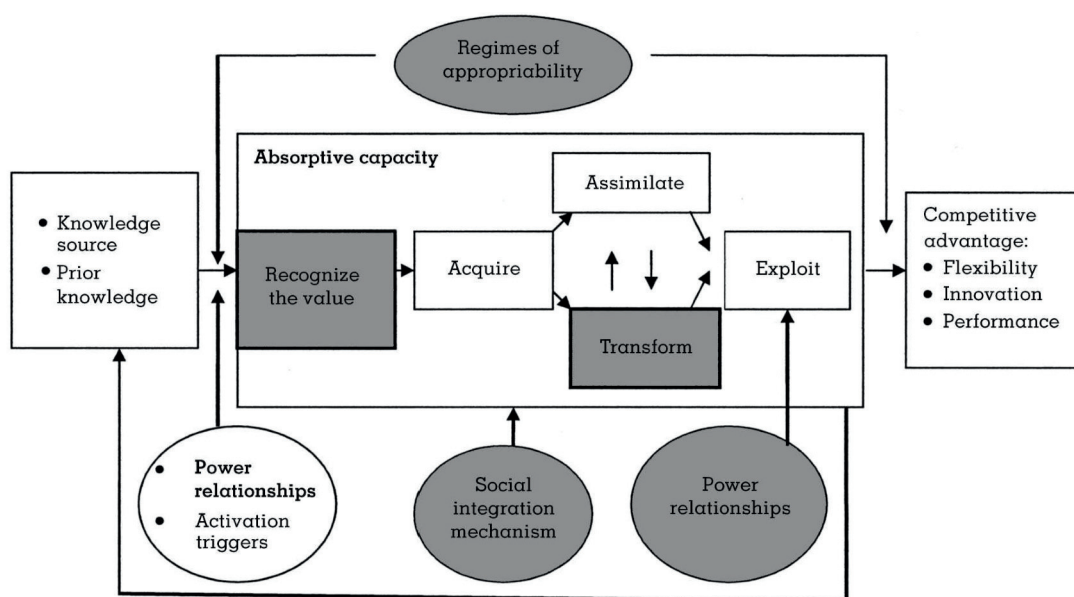 Regimes of
appropriability
Absorptive capacity
Assimilate
• Knowledge
source
• Prior
knowledge
Recognize
the value
Acquire
Exploit
Transform
Competitive
advantage:
• Flexibility
• Innovation
• Performance
• Power
relationships
• Activation
triggers
Social
integration
mechanism
Power
relationships